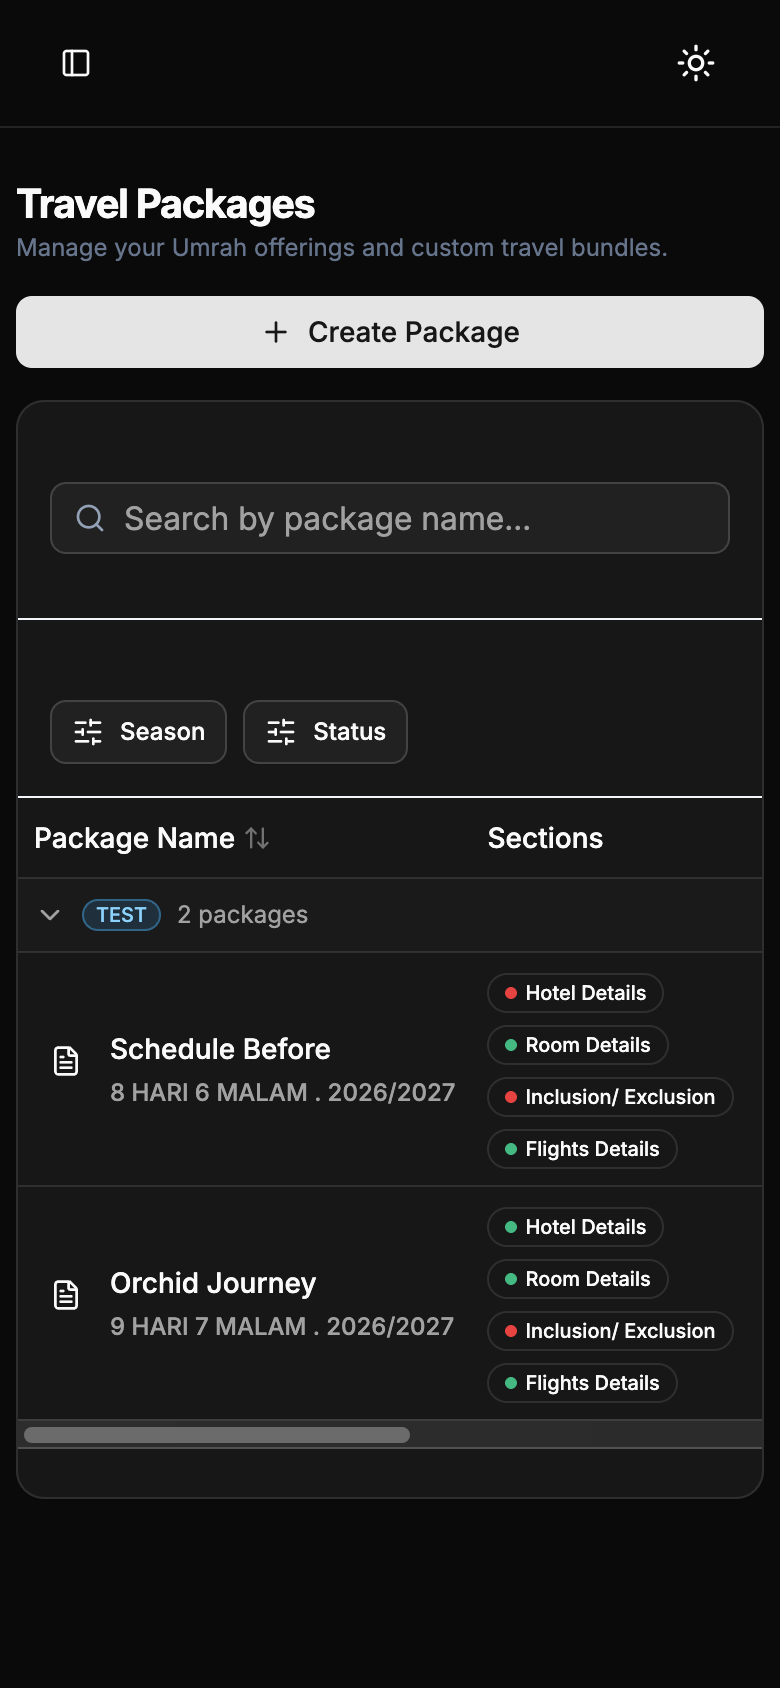 Travel Packages
Manage your Umrah offerings and custom travel bundles.
Create Package
Search by package name...
Season
Status
Package Name
Sections
TEST
2 packages
Schedule Before
8 HARI 6 MALAM . 2026/2027
Hotel Details
Room Details
Inclusion/ Exclusion
Flights Details
Orchid Journey
9 HARI 7 MALAM . 2026/2027
Hotel Details
Room Details
Inclusion/ Exclusion
Flights Details